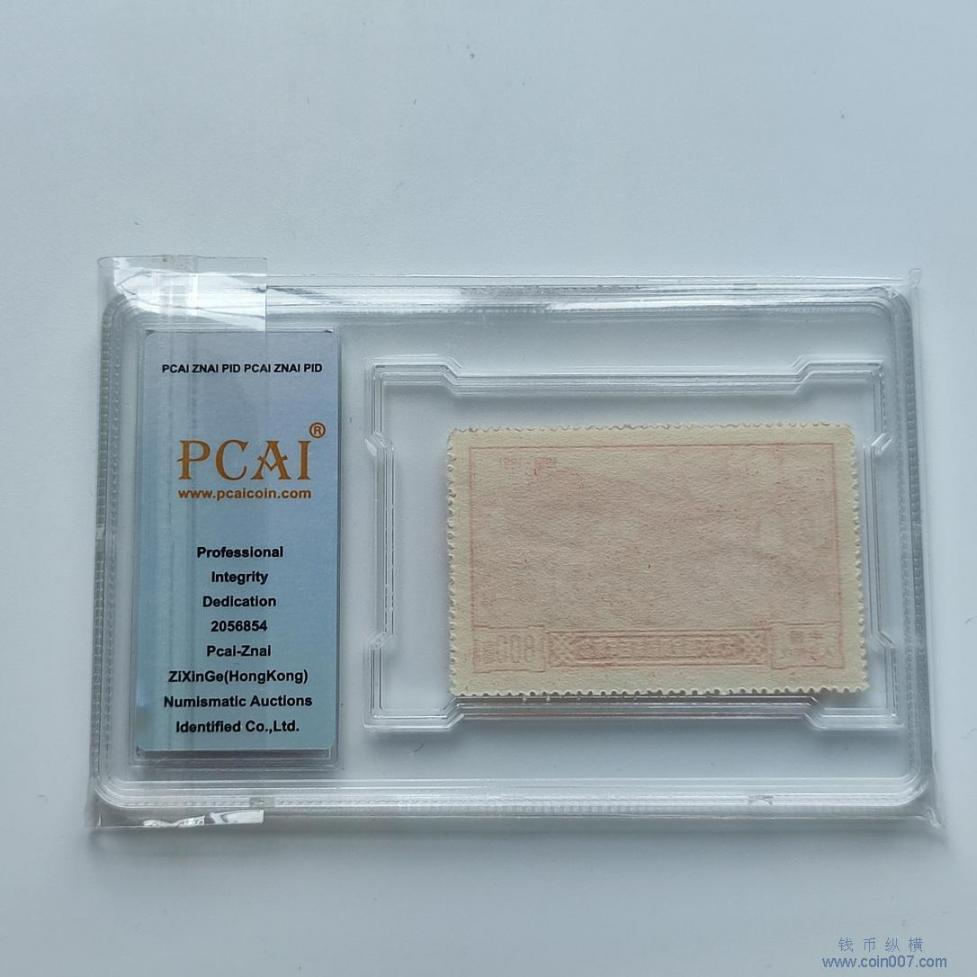 PCAI ZNAI PID PCAI ZNAI PID
PCAI®
www.pcaicoin.com
Professional
Integrity
Dedication
2056854
Pcai-Znai
ZiXinGe(HongKong)
Numismatic Auctions
Identified Co.,Ltd.
800
钱币纵横
www.coin007.com